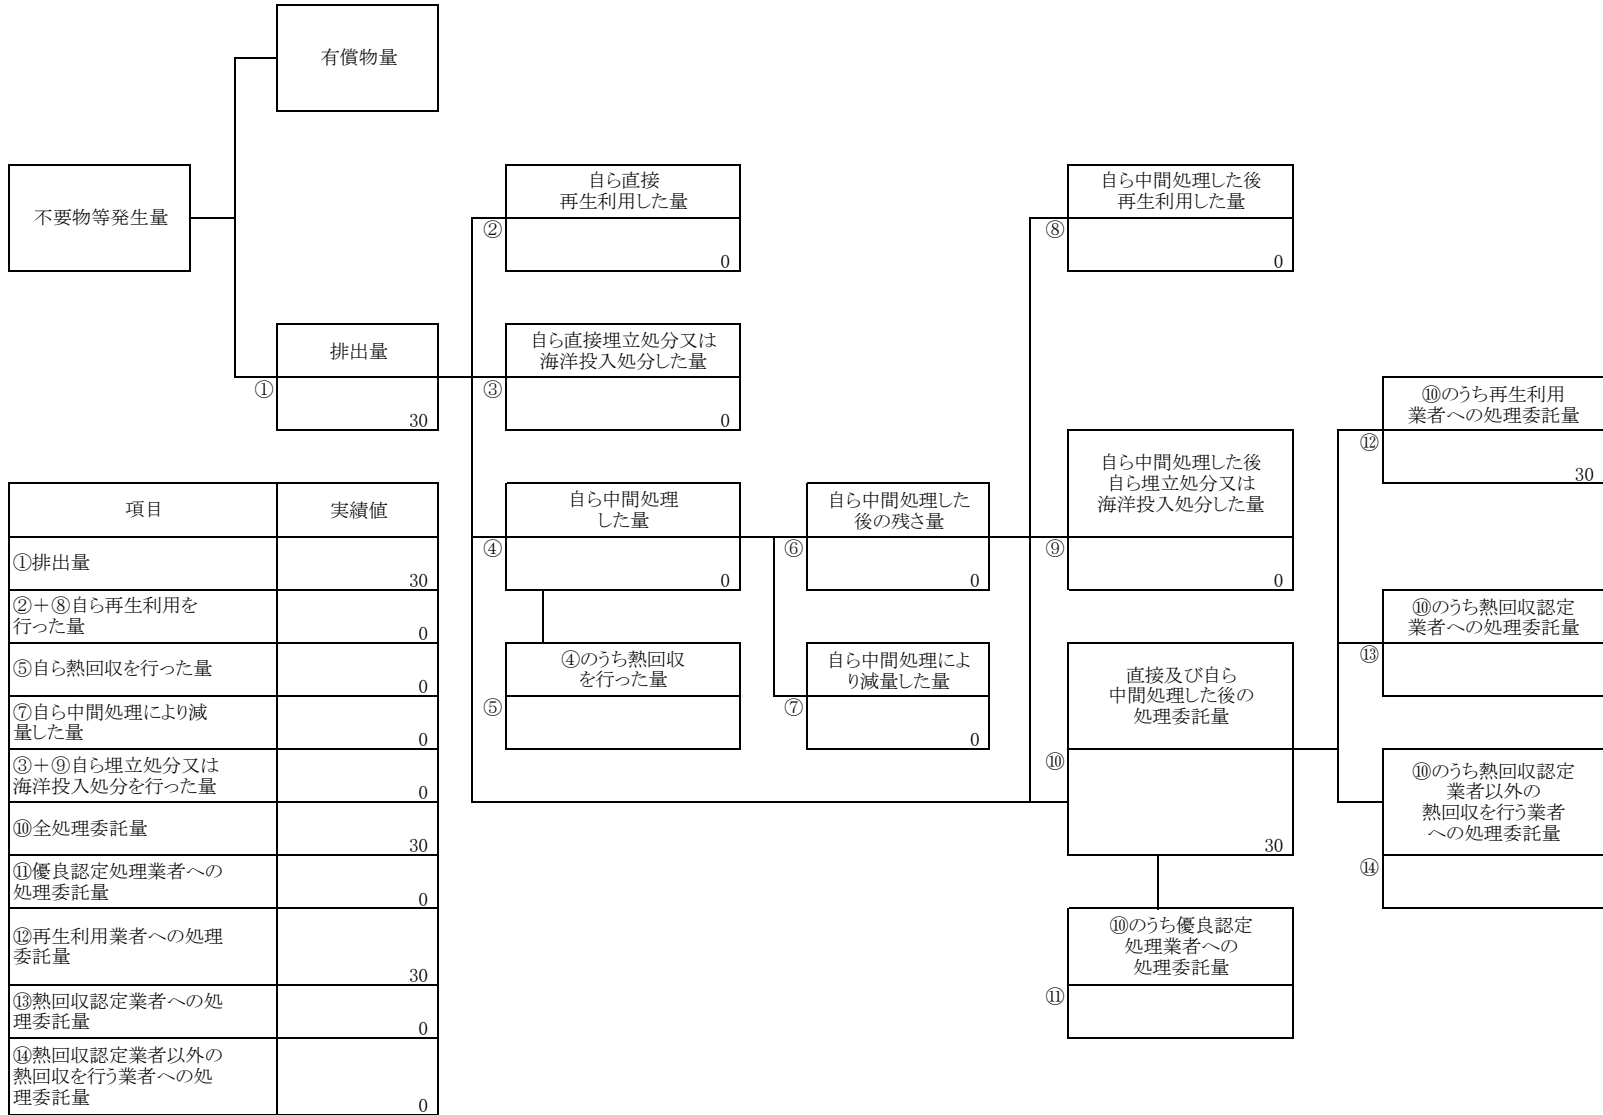 有償物量
不要物等発生量
自ら直接
再生利用した量
②
0
自ら中間処理した後
再生利用した量
⑧
0
排出量
①
30
自ら直接埋立処分又は
海洋投入処分した量
③
0
⑩のうち再生利用
業者への処理委託量
⑫
30
自ら中間処理した後
自ら埋立処分又は
海洋投入処分した量
⑨
0
自ら中間処理
した量
④
0
自ら中間処理した
後の残さ量
⑥
0
⑩のうち熱回収認定
業者への処理委託量
⑬
④のうち熱回収
を行った量
⑤
自ら中間処理によ
り減量した量
⑦
0
直接及び自ら
中間処理した後の
処理委託量
⑩
30
⑩のうち熱回収認定
業者以外の
熱回収を行う業者
への処理委託量
⑭
⑩のうち優良認定
処理業者への
処理委託量
⑪
項目 実績値
①排出量
30
②＋⑧自ら再生利用を
行った量
0
⑤自ら熱回収を行った量
0
⑦自ら中間処理により減
量した量
0
③＋⑨自ら埋立処分又は
海洋投入処分を行った量
0
⑩全処理委託量
30
⑪優良認定処理業者への
処理委託量
0
⑫再生利用業者への処理
委託量
30
⑬熱回収認定業者への処
理委託量
0
⑭熱回収認定業者以外の
熱回収を行う業者への処
理委託量
0